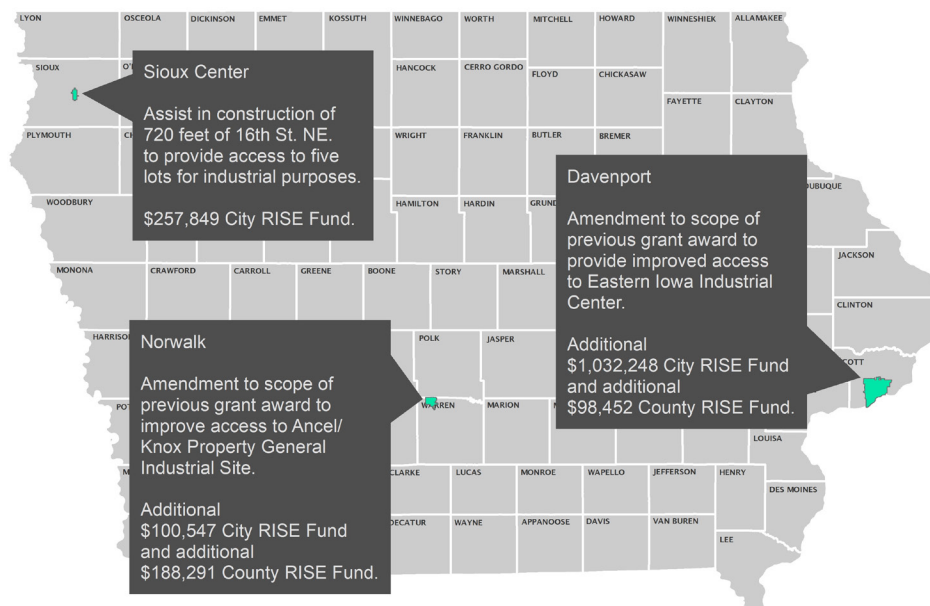 LYON
OSCEOLA
DICKINSON
EMMET
KOSSUTH
WINNEBAGO
WORTH
MITCHELL
HOWARD
WINNESHIEK
ALLAMAKEE
SIOUX
HANCOCK
CERRO GORDO
FLOYD
CHICKASAW
FAYETTE
CLAYTON
PLYMOUTH
WRIGHT
FRANKLIN
BUTLER
BREMER
Sioux Center
Assist in construction of
720 feet of 16th St. NE.
to provide access to five
lots for industrial purposes.
$257,849 City RISE Fund.
WOODBURY
HAMILTON
HARDIN
Davenport
Amendment to scope of
previous grant award to
provide improved access
to Eastern Iowa Industrial
Center.
Additional
$1,032,248 City RISE Fund
and additional
$98,452 County RISE Fund.
JACKSON
MONONA
CRAWFORD
CARROLL
GREENE
BOONE
STORY
MARSHALL
CLINTON
Norwalk
Amendment to scope of
previous grant award to
improve access to Ancel/
Knox Property General
Industrial Site.
Additional
$100,547 City RISE Fund
and additional
$188,291 County RISE Fund.
POLK
JASPER
WARREN
MARION
LOUISA
LUCAS
MONROE
WAPELLO
JEFFERSON
HENRY
DES MOINES
WAYNE
APPANOOSE
DAVIS
VAN BUREN
LEE